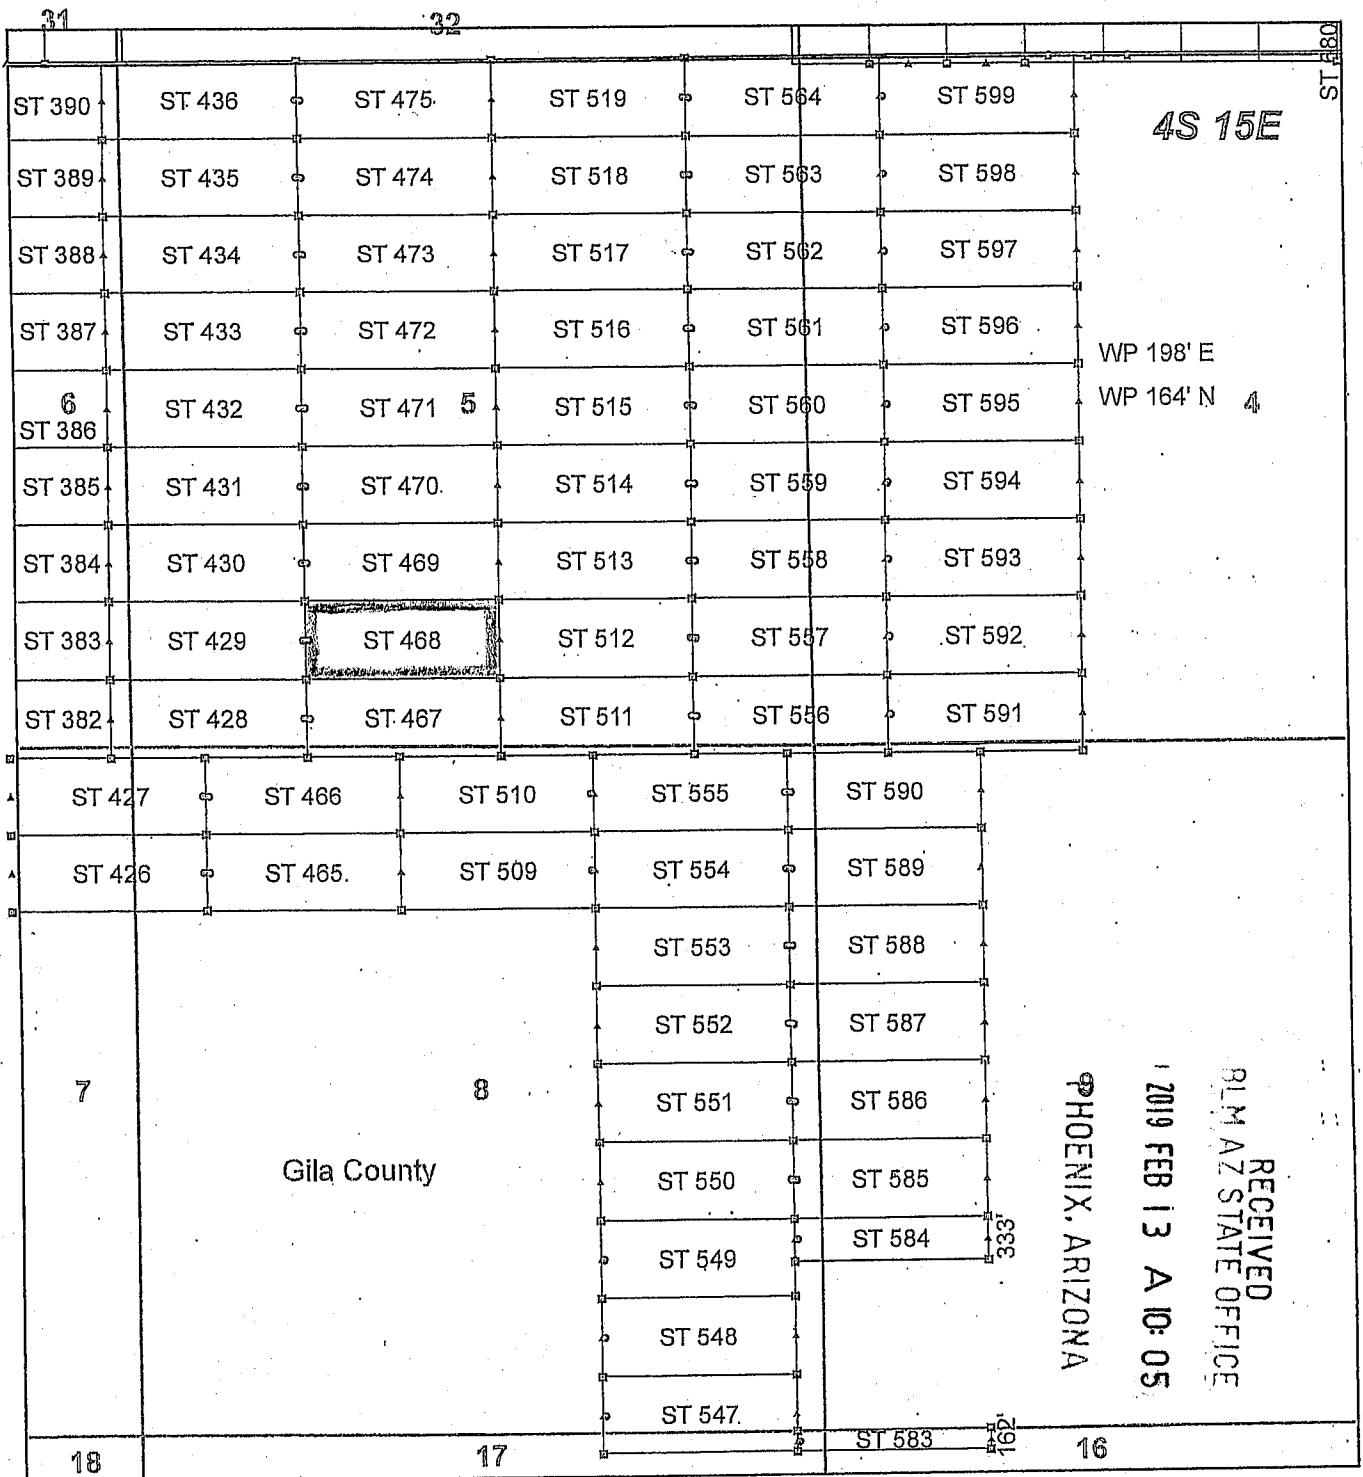 31 32
ST 680
ST 390 ST 436 ST 475 ST 519 ST 564 ST 599
4S 15E
ST 389 ST 435 ST 474 ST 518 ST 563 ST 598
ST 388 ST 434 ST 473 ST 517 ST 562 ST 597
ST 387 ST 433 ST 472 ST 516 ST 561 ST 596
WP 198' E
6 ST 432 ST 471 5 ST 515 ST 560 ST 595 WP 164' N 4
ST 386
ST 385 ST 431 ST 470 ST 514 ST 559 ST 594
ST 384 ST 430 ST 469 ST 513 ST 558 ST 593
ST 383 ST 429 ST 468 ST 512 ST 557 ST 592
ST 382 ST 428 ST 467 ST 511 ST 556 ST 591
ST 427 ST 466 ST 510 ST 555 ST 590
ST 426 ST 465 ST 509 ST 554 ST 589
ST 553 ST 588
ST 552 ST 587
7 8 ST 551 ST 586 9
Gila County ST 550 ST 585
ST 549 ST 584 333'
ST 548
ST 547
ST 583 162'
18 17 16
RECEIVED
BLM AZ STATE OFFICE
2019 FEB 13 A 10:05
PHOENIX, ARIZONA